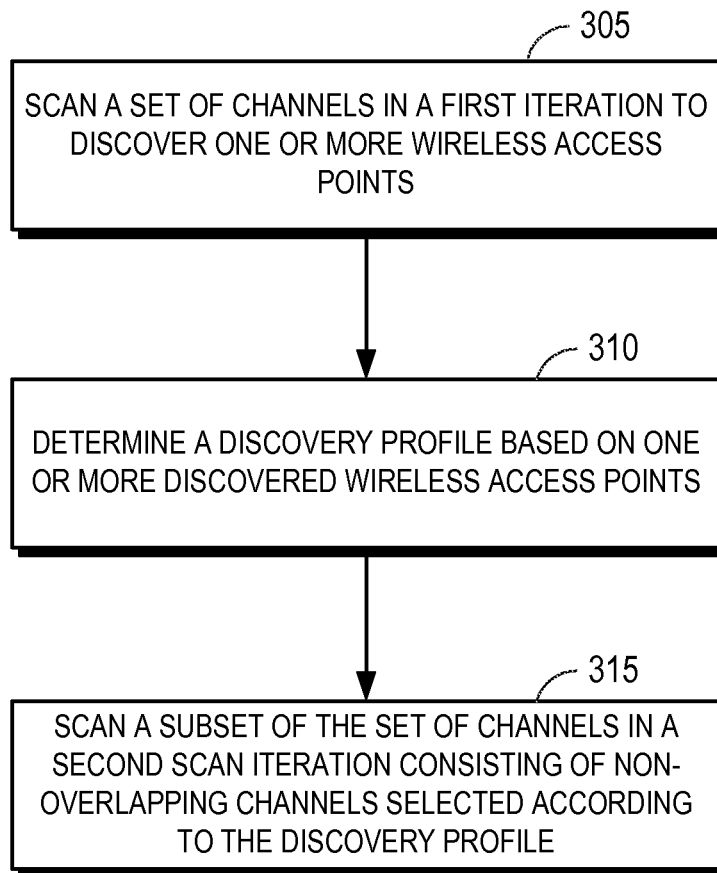 305
SCAN A SET OF CHANNELS IN A FIRST ITERATION TO
DISCOVER ONE OR MORE WIRELESS ACCESS
POINTS
310
DETERMINE A DISCOVERY PROFILE BASED ON ONE
OR MORE DISCOVERED WIRELESS ACCESS POINTS
315
SCAN A SUBSET OF THE SET OF CHANNELS IN A
SECOND SCAN ITERATION CONSISTING OF NON-
OVERLAPPING CHANNELS SELECTED ACCORDING
TO THE DISCOVERY PROFILE